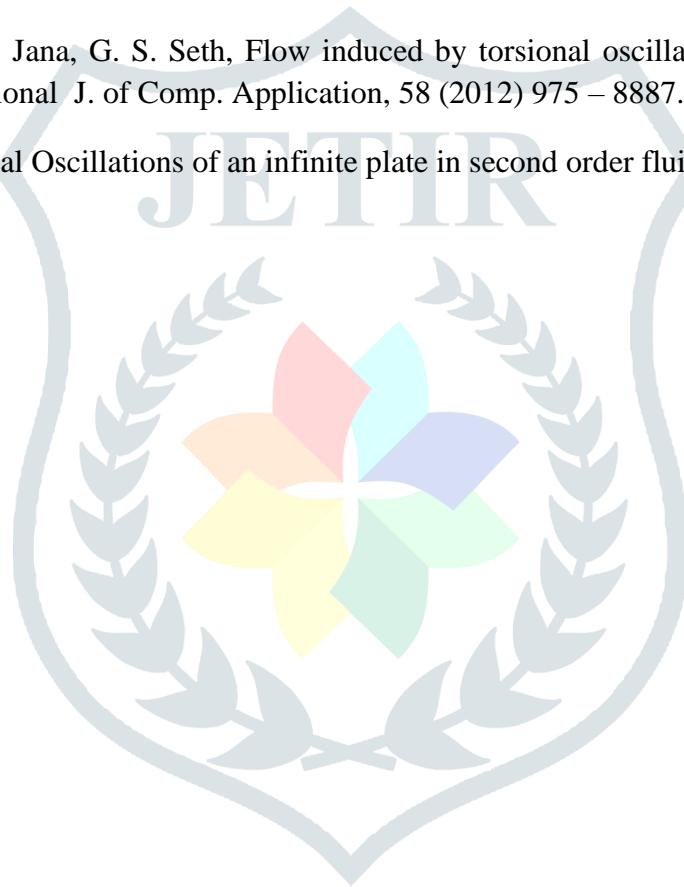 Jana, G. S. Seth, Flow induced by torsional oscilla
onal J. of Comp. Application, 58 (2012) 975 – 8887.
al Oscillations of an infinite plate in second order flui
JETIR